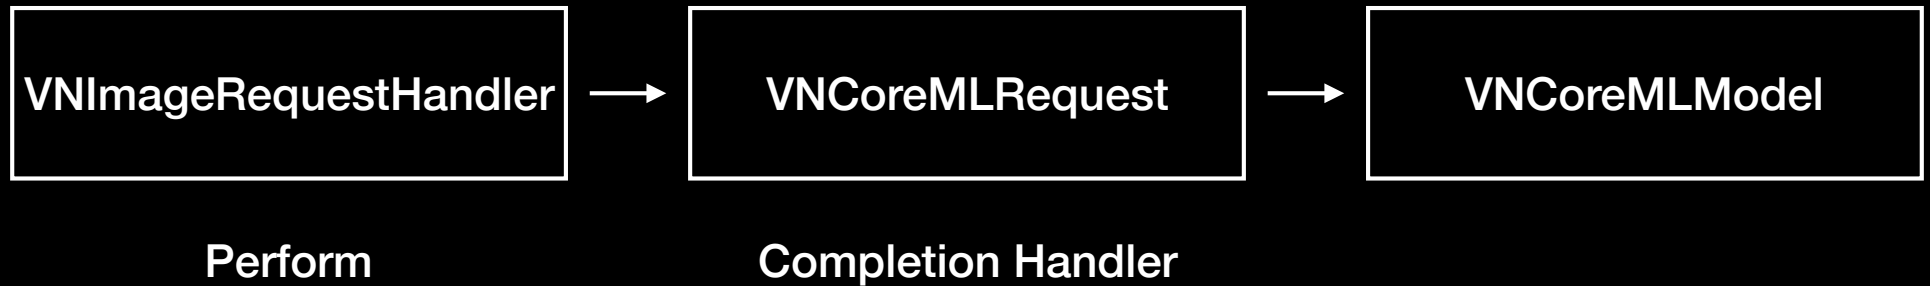 VNImageRequestHandler
VNCoreMLRequest
VNCoreMLModel
Perform
Completion Handler